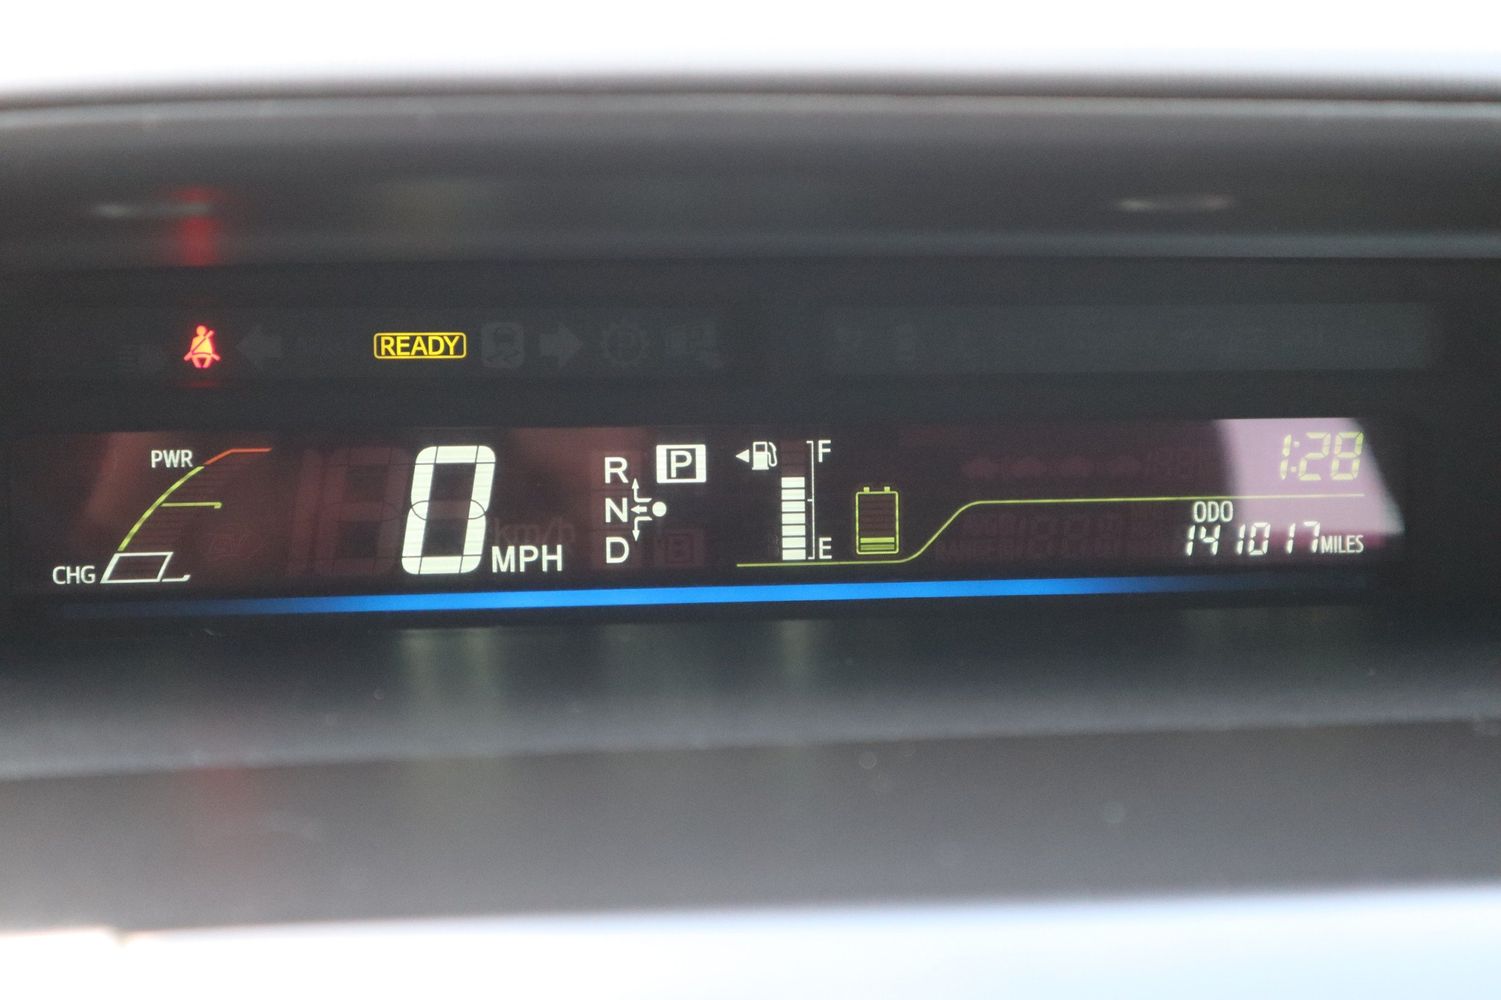 READY
PWR
CHG
0 MPH
R
N
D
P
F
E
1:28
ODO
141017 MILES